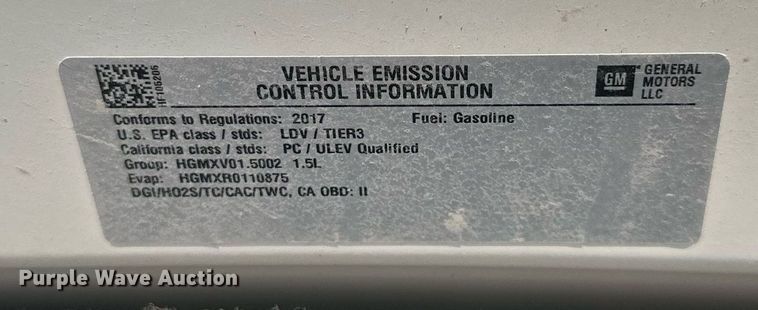 VEHICLE EMISSION
CONTROL INFORMATION
GM
GENERAL
MOTORS
LLC
Conforms to Regulations: 2017 Fuel: Gasoline
U.S. EPA class / stds: LDV / TIER3
California class / stds: PC / ULEV Qualified
Group: HGMXV01.5002 1.5L
Evap: HGMXR0110875
DGI/HO2S/TC/CAC/TWC, CA OBD: II
Purple Wave Auction